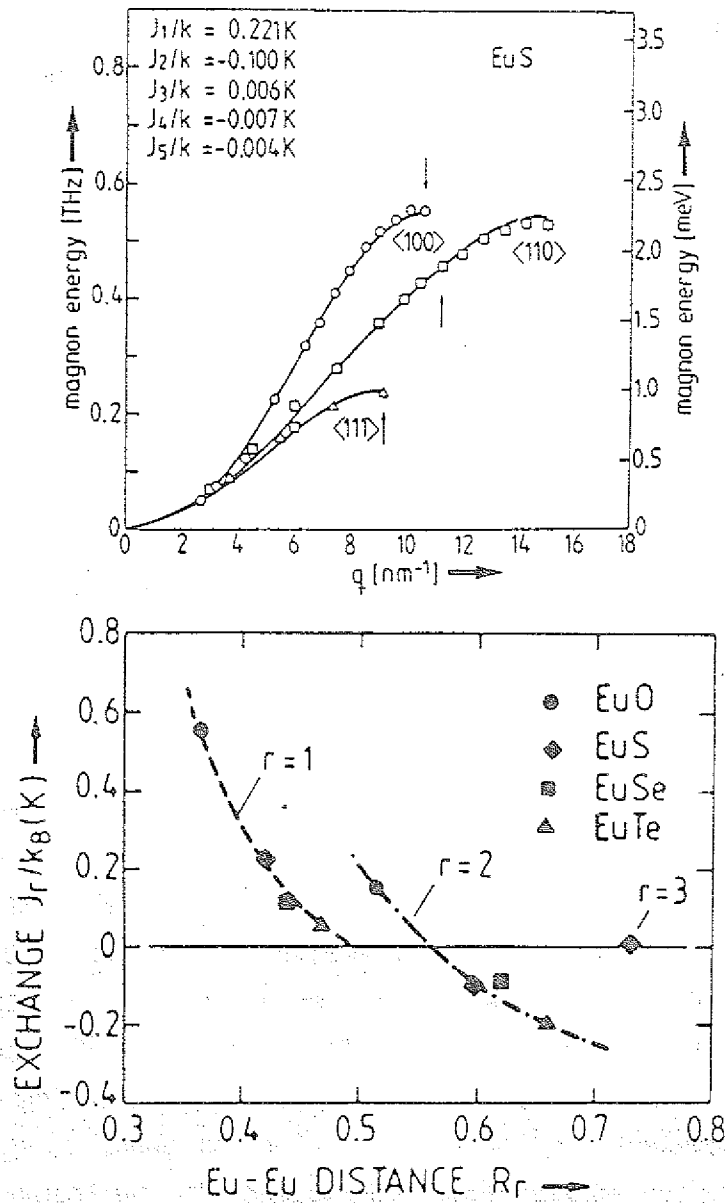 J1/k = 0.221K
J2/k =-0.100K
J3/k = 0.006K
J4/k =-0.007K
J5/k =-0.004K
EuS
magnon energy [THz]
0.8
0.6
0.4
0.2
0
3.5
3.0
2.5
2.0
1.5
1.0
0.5
0
magnon energy [meV]
<100>
<110>
<111>
0 2 4 6 8 10 12 14 16 18
q [nm⁻¹]
EXCHANGE Jr/kB(K)
0.8
0.6
0.4
0.2
0
-0.2
-0.4
r=1
r=2
r=3
EuO
EuS
EuSe
EuTe
0.3 0.4 0.5 0.6 0.7 0.8
Eu-Eu DISTANCE Rr